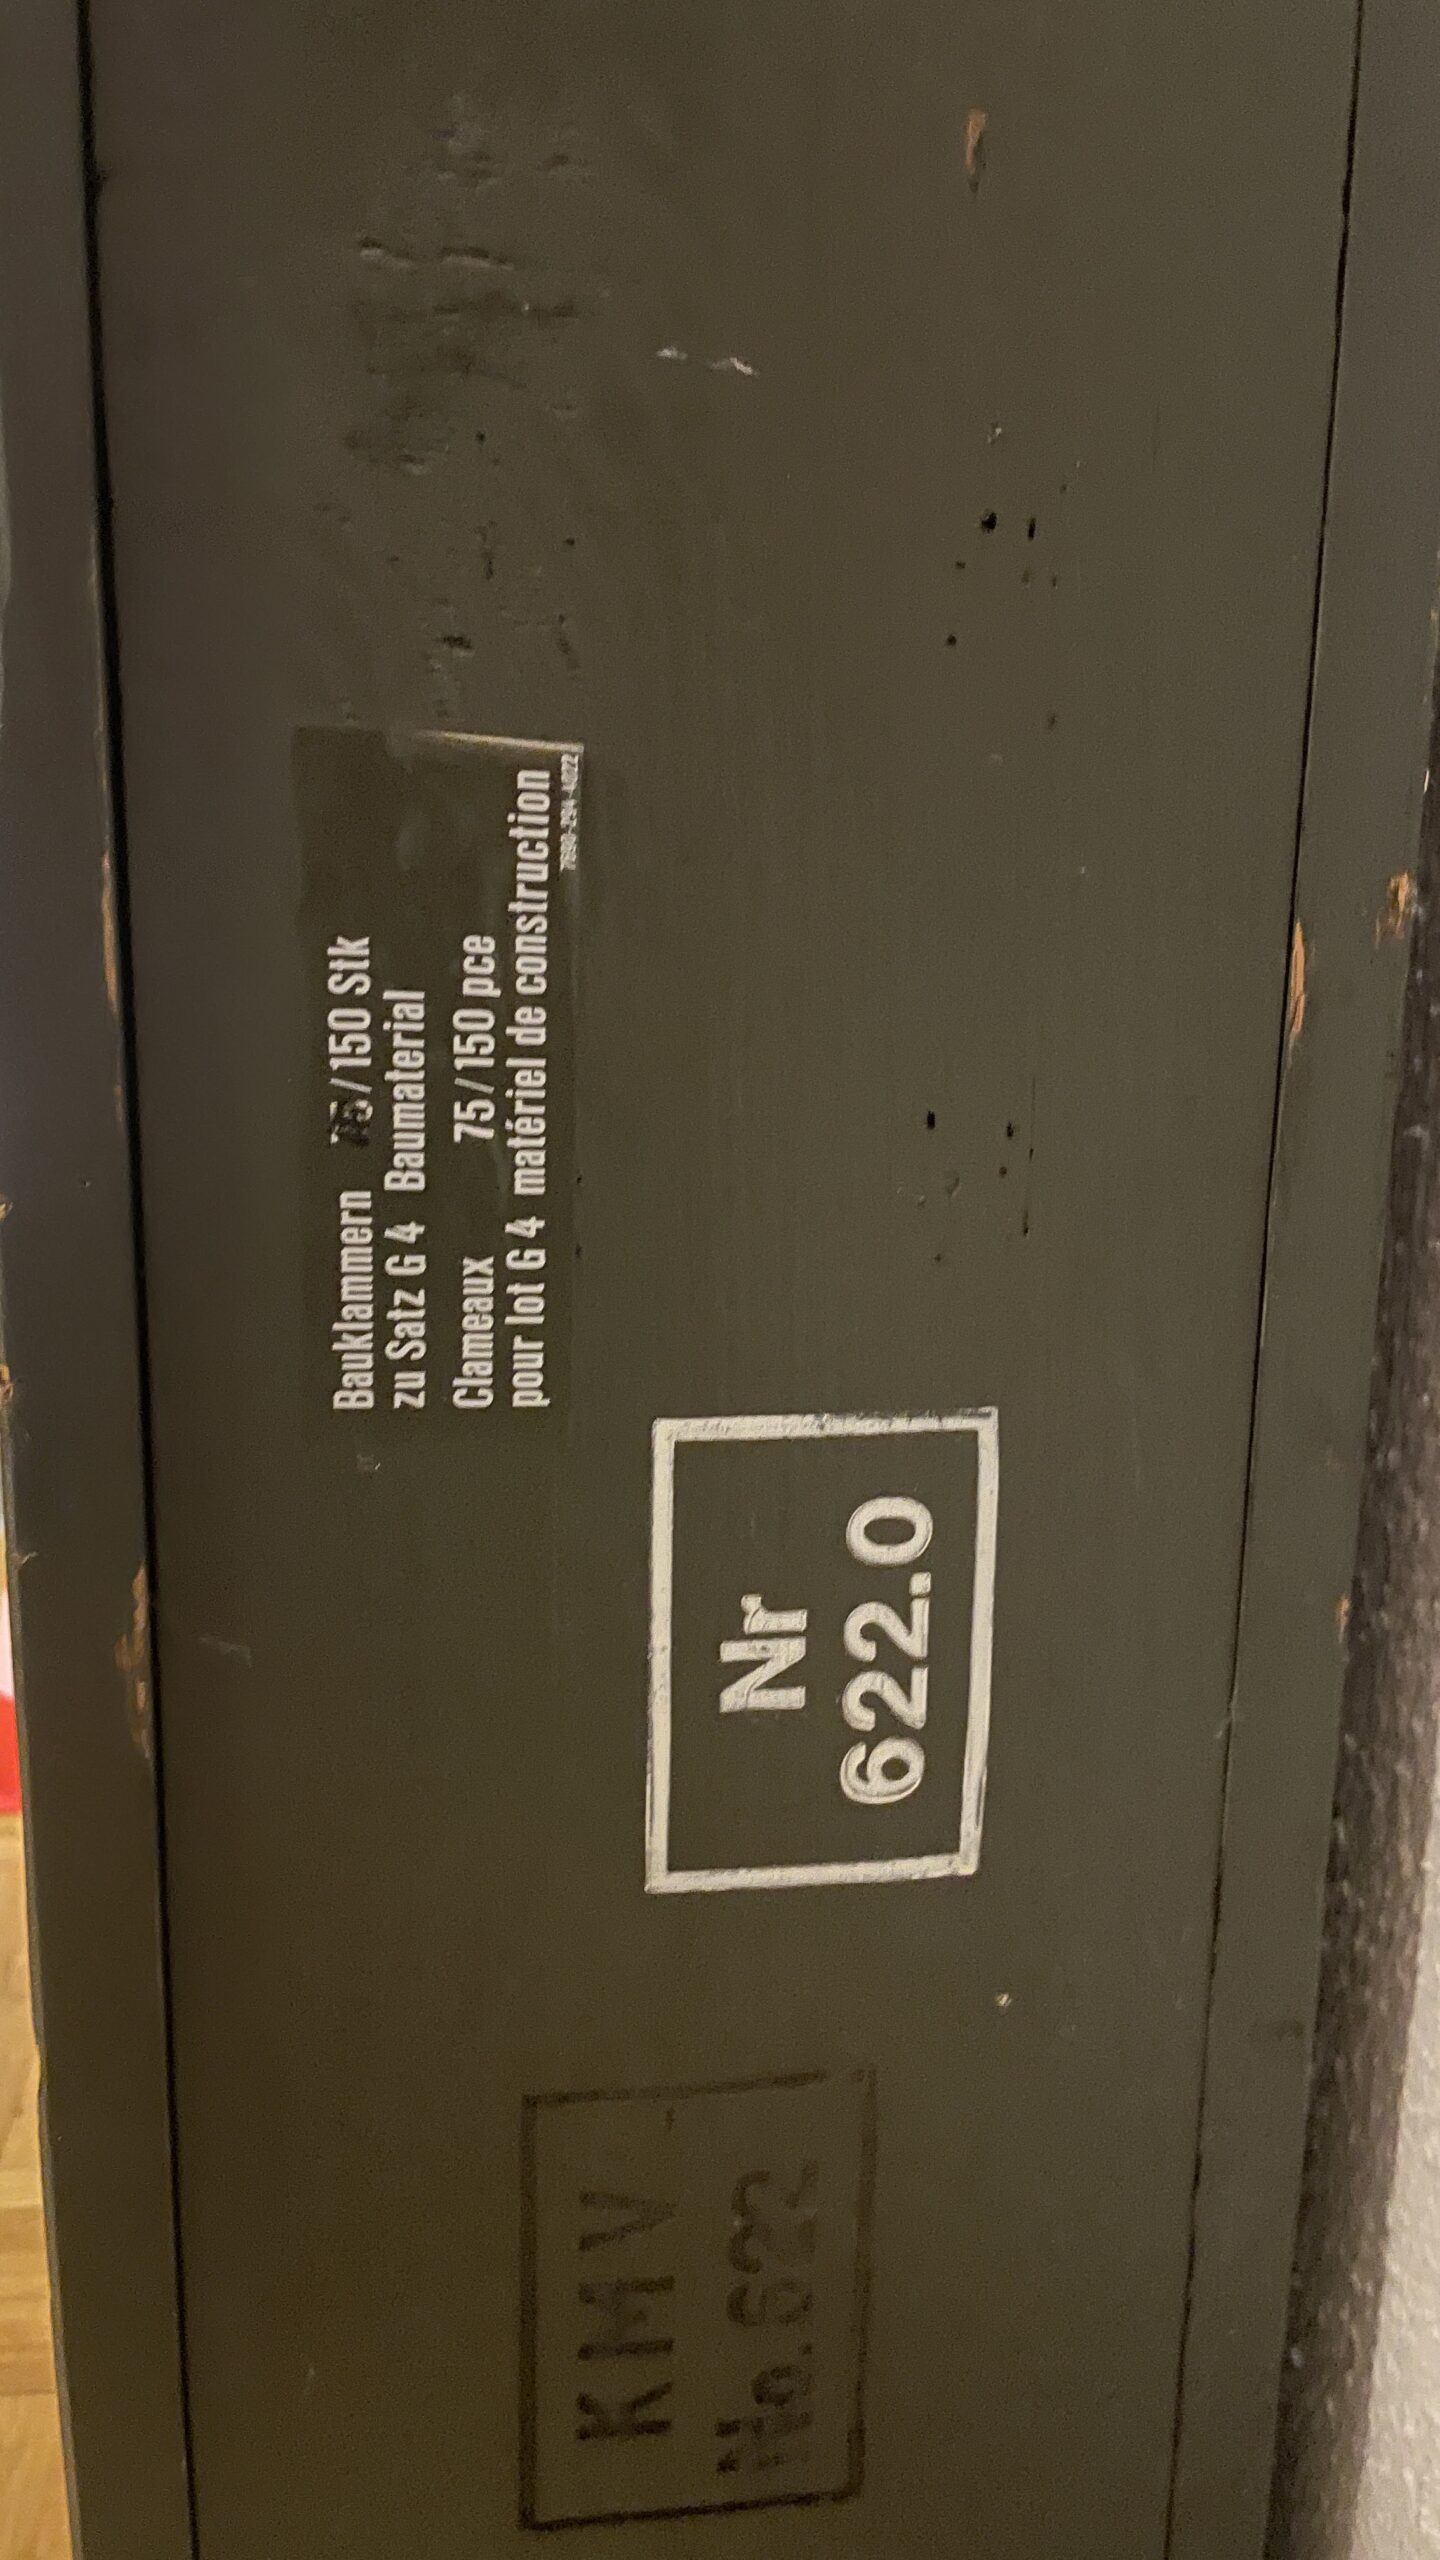 Bauklammern 75/150 Stk
zu Satz G 4 Baumaterial
Clameaux 75/150 pce
pour lot G 4 matériel de construction
Nr
622.0
KMV
No. 622